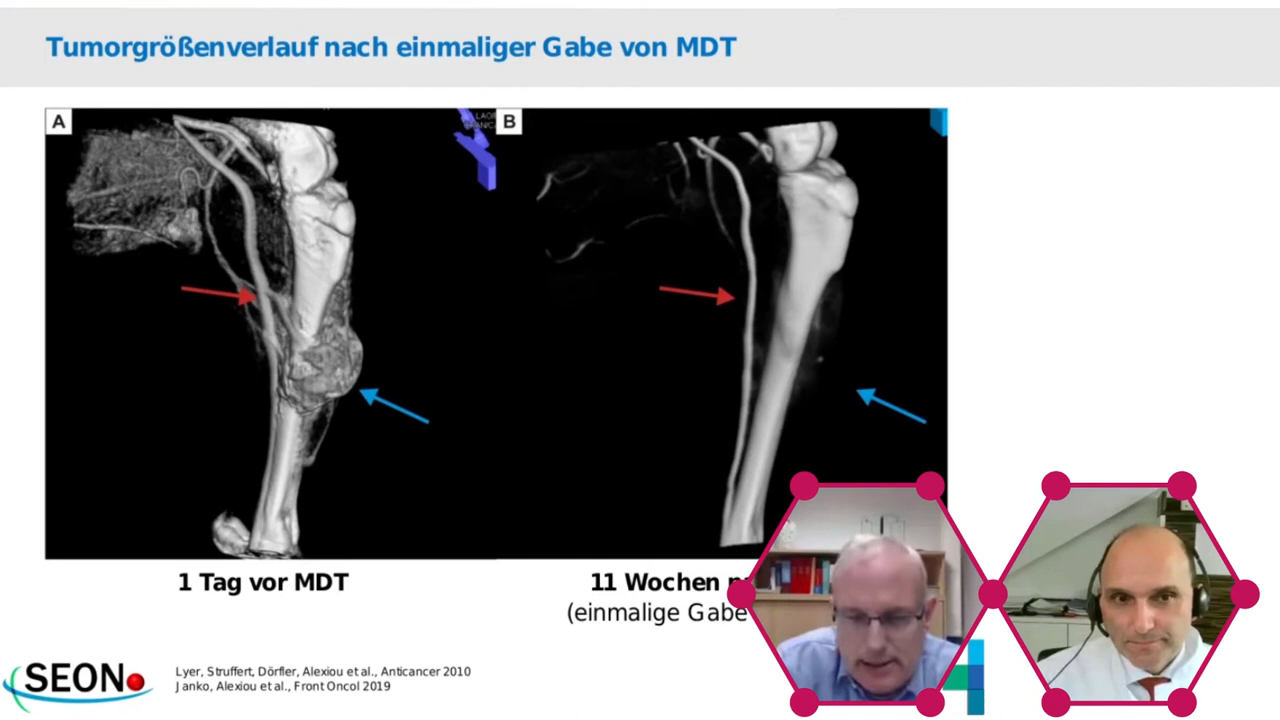 Tumorgrößenverlauf nach einmaliger Gabe von MDT
A
B
1 Tag vor MDT
11 Wochen
(einmalige Gabe
SEON
Lyer, Struffert, Dörfler, Alexiou et al., Anticancer 2010
Janko, Alexiou et al., Front Oncol 2019